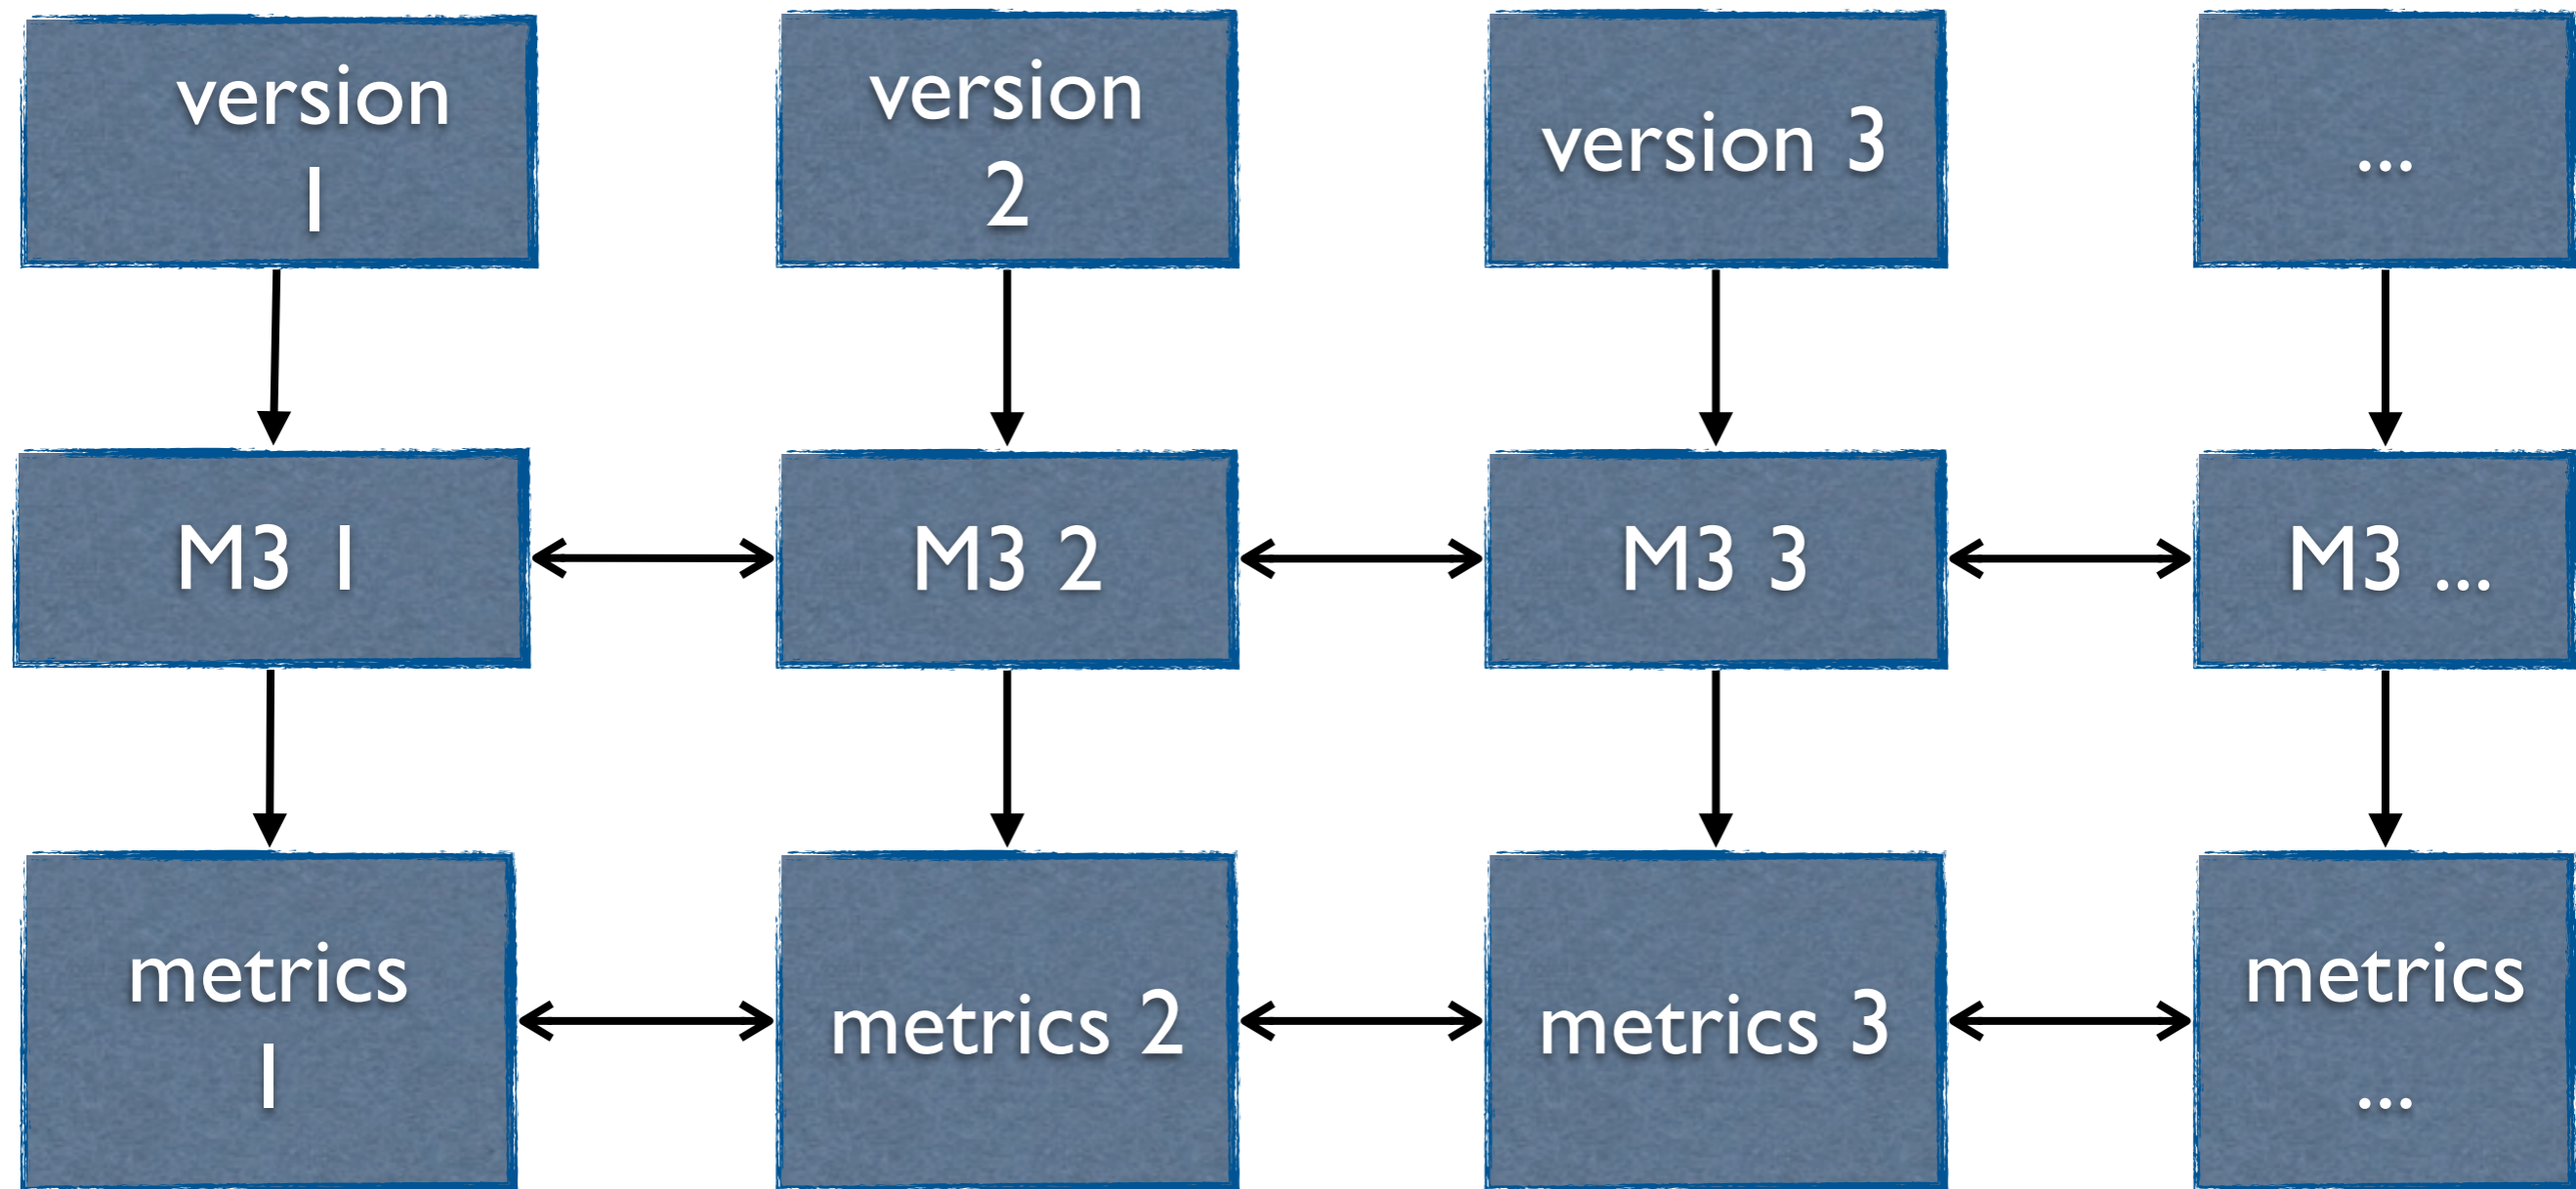 version
1
version
2
version 3
...
M3 1
M3 2
M3 3
M3 ...
metrics
1
metrics 2
metrics 3
metrics
...